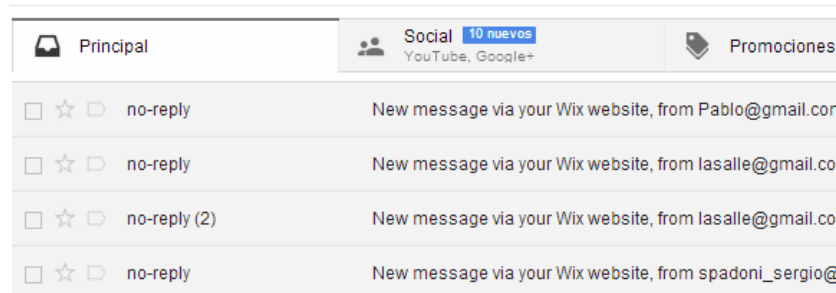 Principal
Social 10 nuevos
YouTube, Google+
Promociones
no-reply New message via your Wix website, from Pablo@gmail.com
no-reply New message via your Wix website, from lasalle@gmail.co
no-reply (2) New message via your Wix website, from lasalle@gmail.co
no-reply New message via your Wix website, from spadoni_sergio@